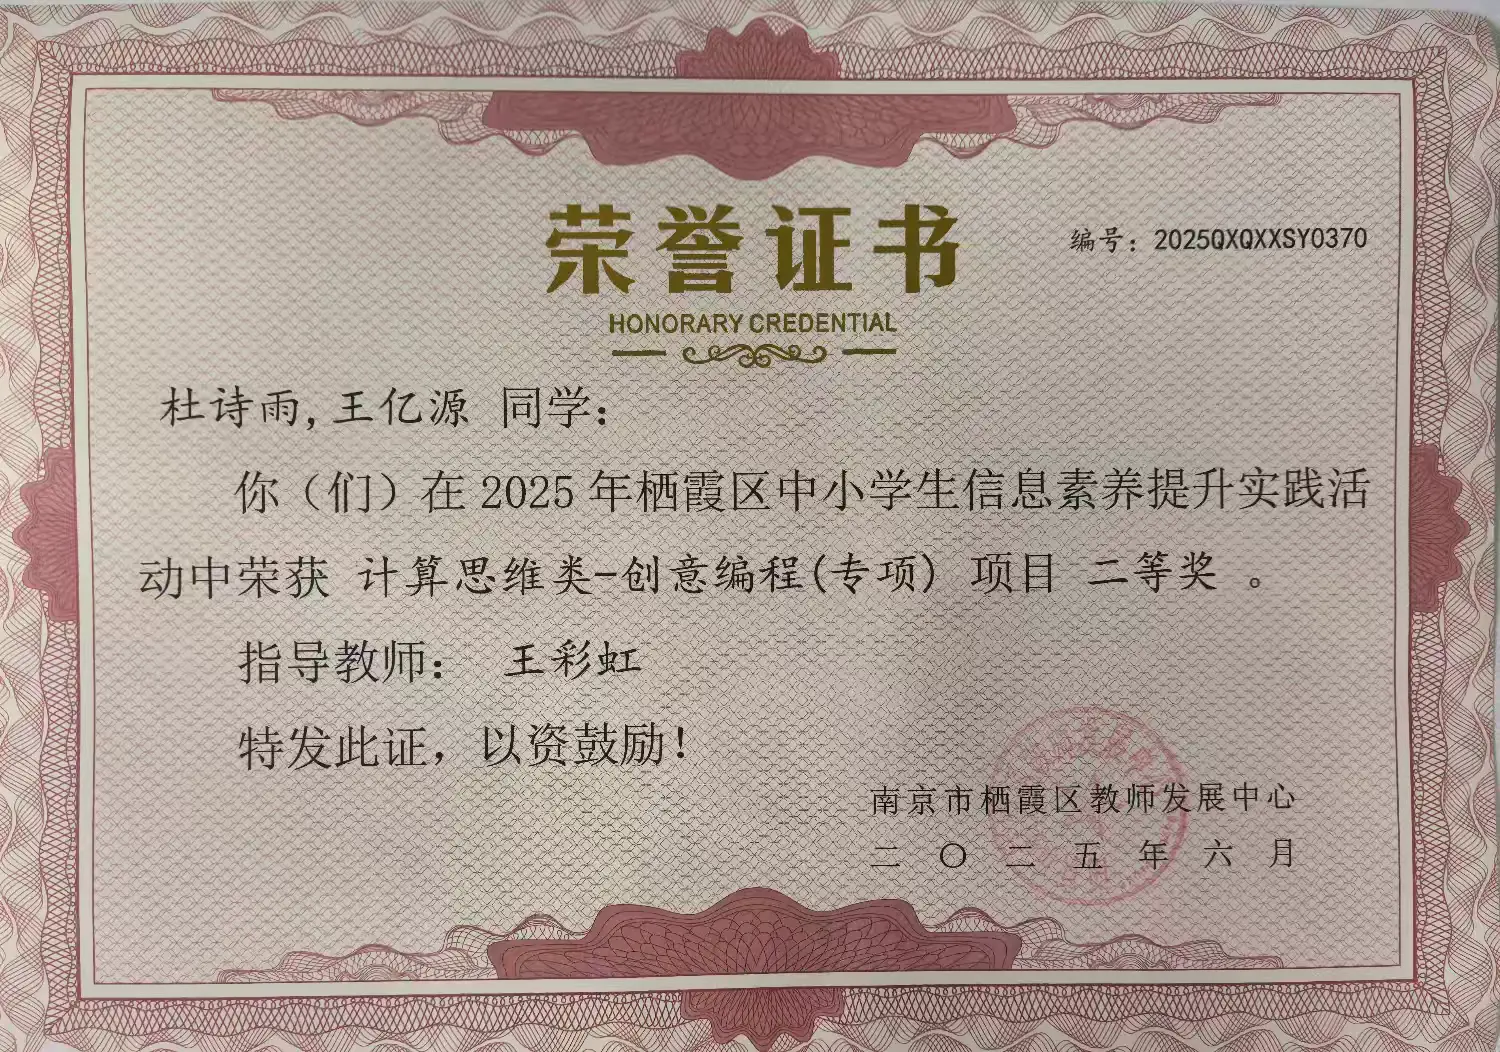 荣誉证书
编号：2025QXQXXSY0370
HONORARY CREDENTIAL
杜诗雨,王亿源 同学：
你（们）在 2025 年栖霞区中小学生信息素养提升实践活
动中荣获 计算思维类-创意编程(专项) 项目 二等奖 。
指导教师： 王彩虹
特发此证，以资鼓励！
南京市栖霞区教师发展中心
二〇二五年六月